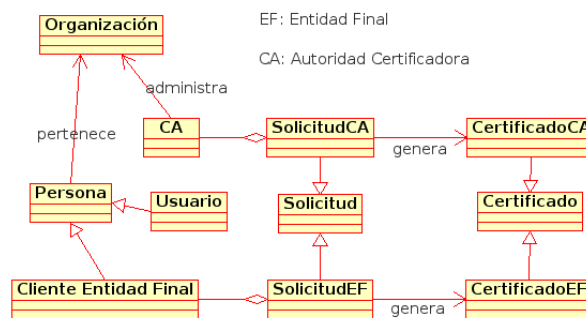 Organización
EF: Entidad Final
CA: Autoridad Certificadora
administra
pertenece
CA
SolicitudCA
genera
CertificadoCA
Persona
Usuario
Solicitud
Certificado
Cliente Entidad Final
SolicitudEF
genera
CertificadoEF